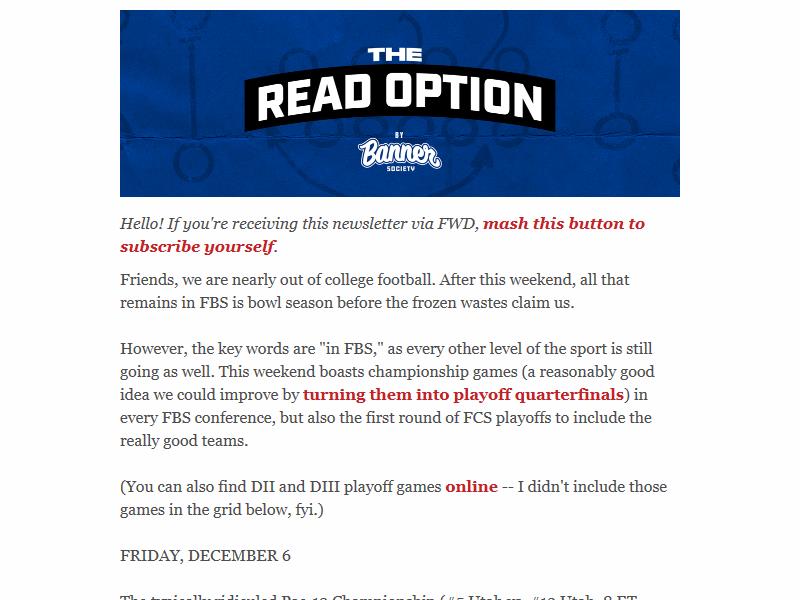 THE
READ OPTION
BY
Banner
SOCIETY
Hello! If you're receiving this newsletter via FWD, mash this button to
subscribe yourself.
Friends, we are nearly out of college football. After this weekend, all that
remains in FBS is bowl season before the frozen wastes claim us.
However, the key words are "in FBS," as every other level of the sport is still
going as well. This weekend boasts championship games (a reasonably good
idea we could improve by turning them into playoff quarterfinals) in
every FBS conference, but also the first round of FCS playoffs to include the
really good teams.
(You can also find DII and DIII playoff games online -- I didn't include those
games in the grid below, fyi.)
FRIDAY, DECEMBER 6